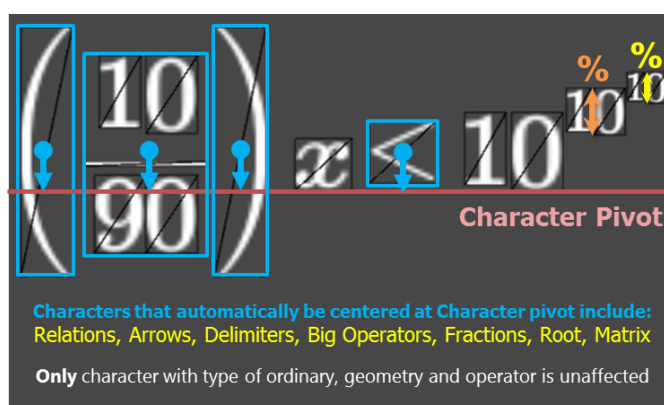 % %
( 10 ) x < 10 10 10
90
Character Pivot
Characters that automatically be centered at Character pivot include:
Relations, Arrows, Delimiters, Big Operators, Fractions, Root, Matrix
Only character with type of ordinary, geometry and operator is unaffected